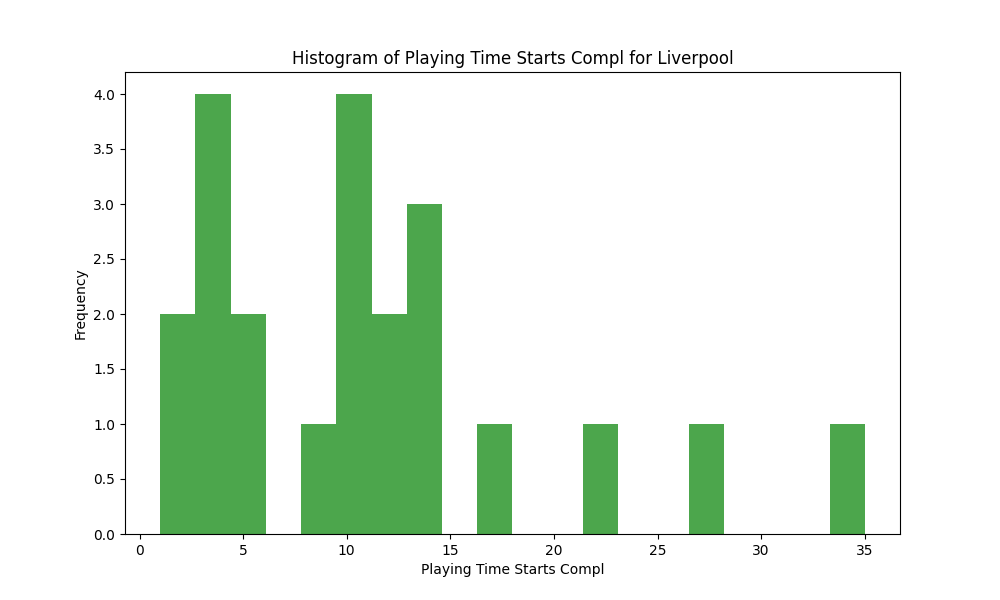 Histogram of Playing Time Starts Compl for Liverpool
4.0
3.5
3.0
2.5
2.0
1.5
1.0
0.5
0.0
Frequency
0 5 10 15 20 25 30 35
Playing Time Starts Compl